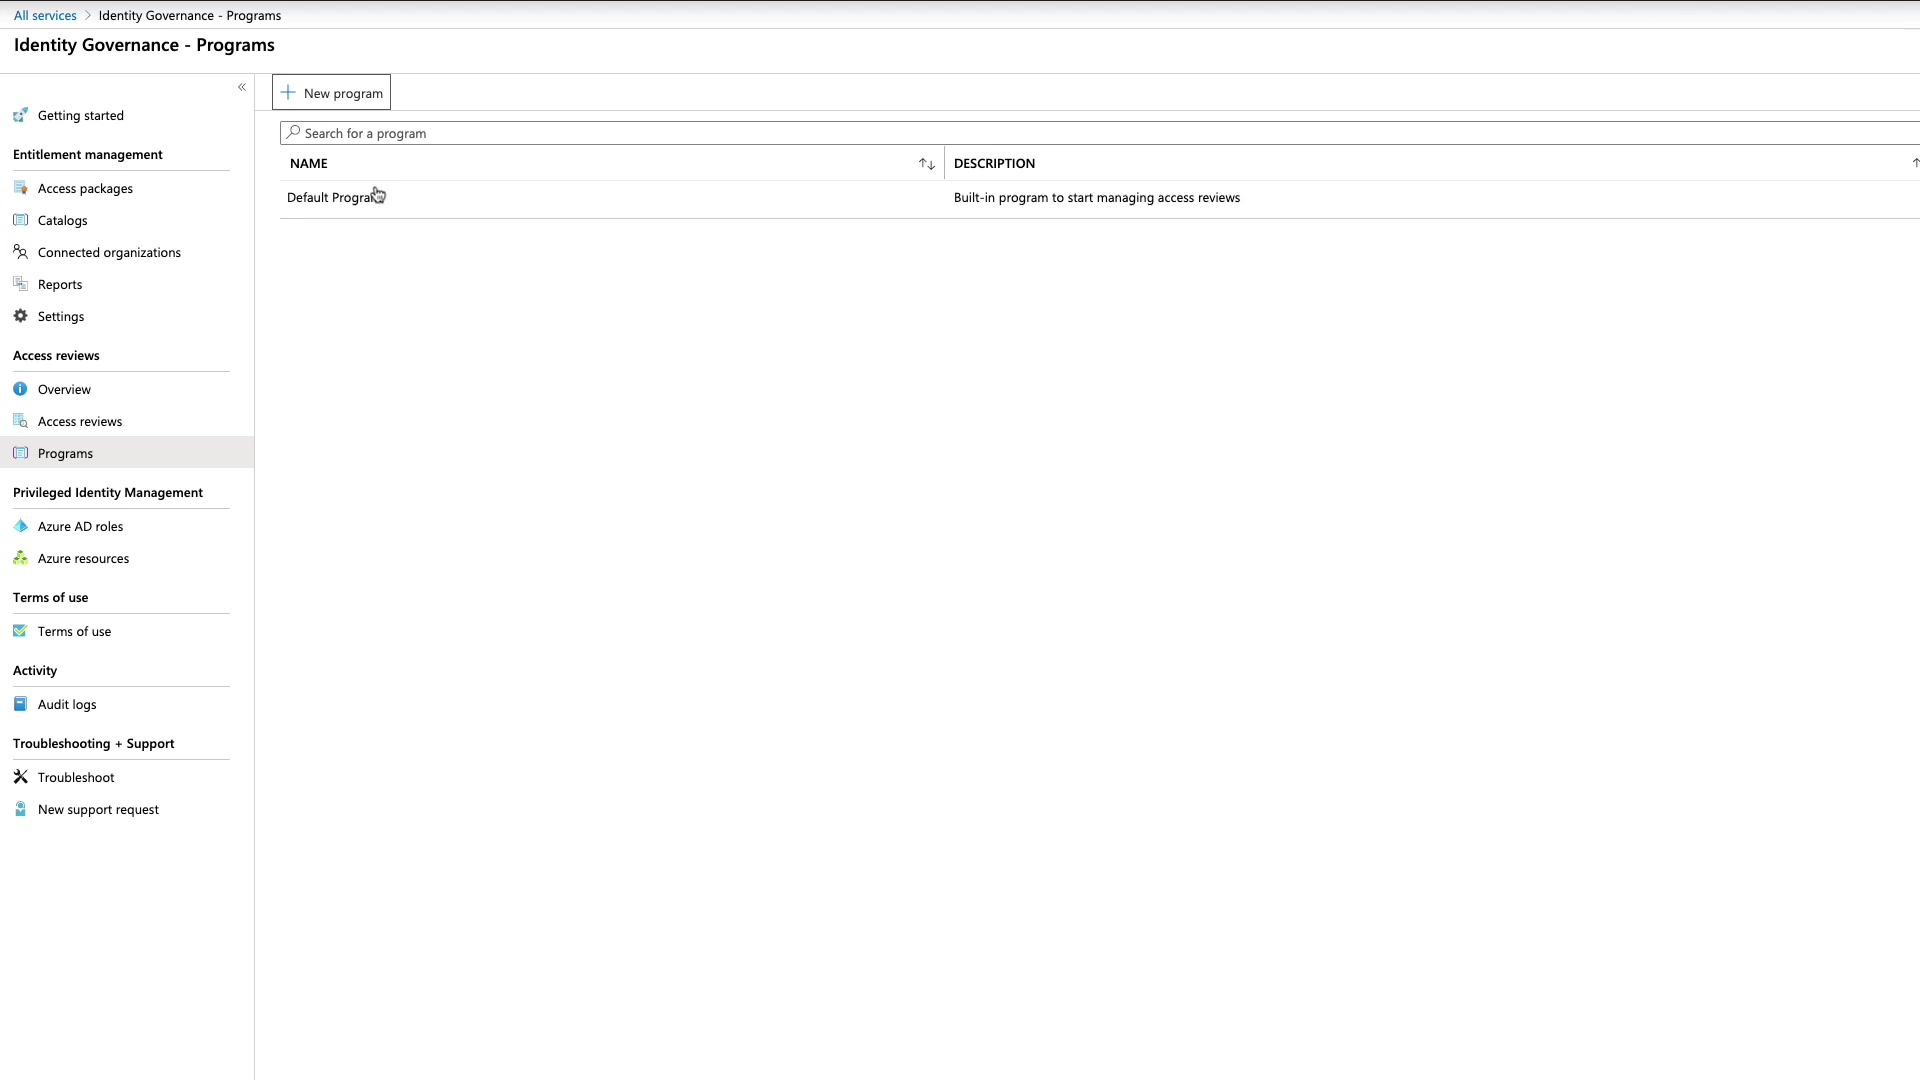 All services > Identity Governance - Programs
Identity Governance - Programs
«
Getting started
Entitlement management
Access packages
Catalogs
Connected organizations
Reports
Settings
Access reviews
Overview
Access reviews
Programs
Privileged Identity Management
Azure AD roles
Azure resources
Terms of use
Terms of use
Activity
Audit logs
Troubleshooting + Support
Troubleshoot
New support request
+ New program
Search for a program
NAME ↑↓ DESCRIPTION
Default Program Built-in program to start managing access reviews